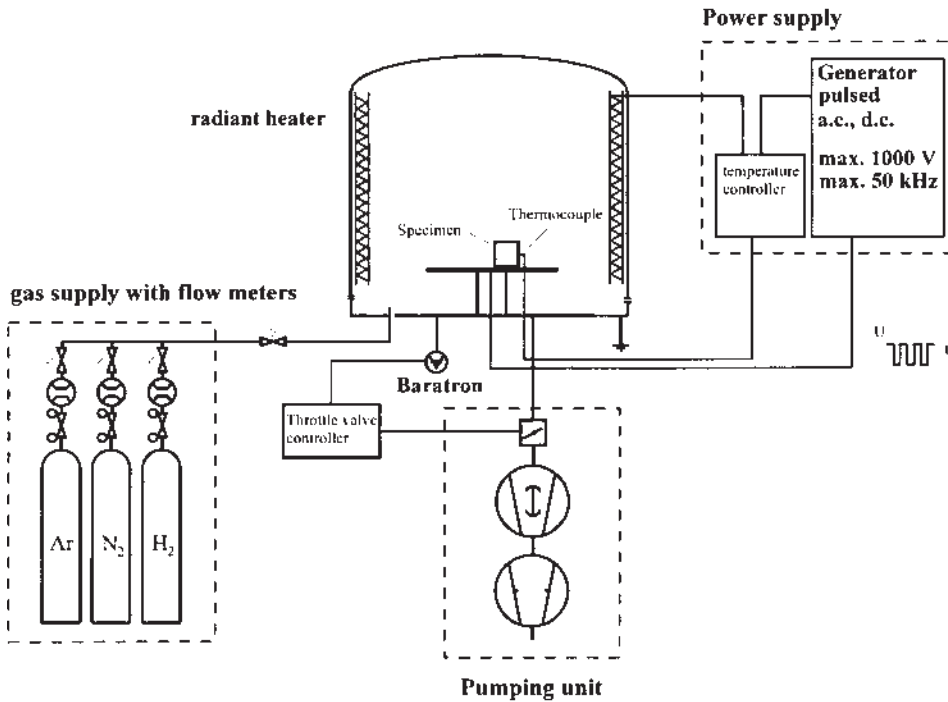 Power supply
Generator
pulsed
a.c., d.c.
max. 1000 V
max. 50 kHz
temperature
controller
radiant heater
Specimen
Thermocouple
gas supply with flow meters
Baratron
Throttle valve
controller
U
Ar
N₂
H₂
Pumping unit